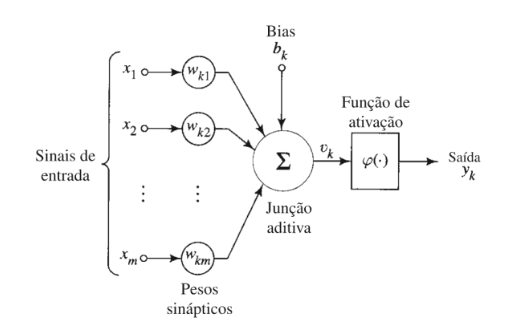 Bias
b_k
x_1
w_k1
Função de
ativação
x_2
w_k2
Sinais de
entrada
Σ
v_k
φ(·)
Saída
y_k
⋮ ⋮
Junção
aditiva
x_m
w_km
Pesos
sinápticos